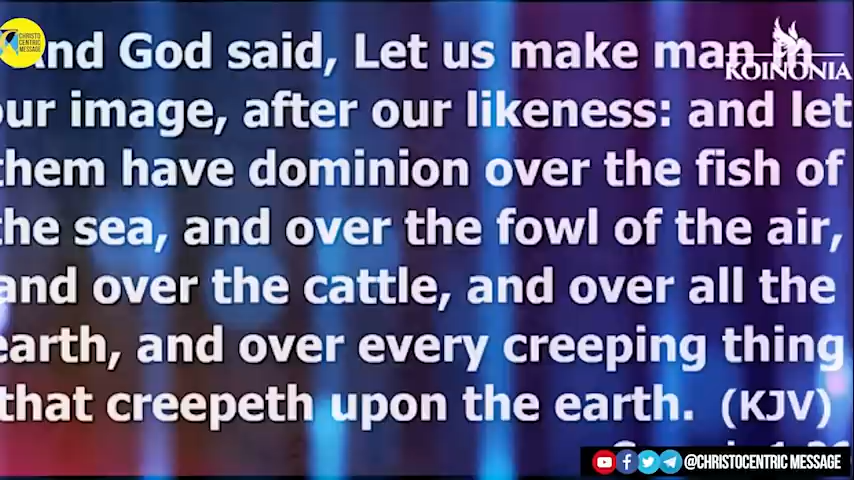 CHRISTO
CENTRIC
MESSAGE
And God said, Let us make man in
KOINONIA
our image, after our likeness: and let
them have dominion over the fish of
the sea, and over the fowl of the air,
and over the cattle, and over all the
earth, and over every creeping thing
that creepeth upon the earth. (KJV)
@CHRISTOCENTRIC MESSAGE